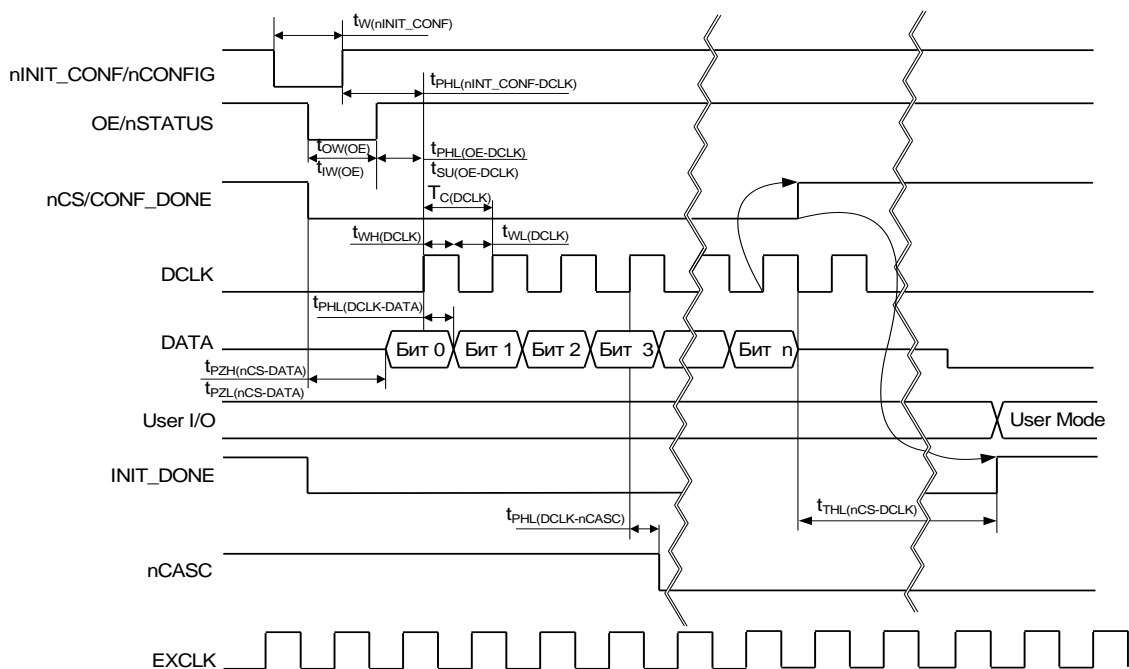 tW(nINIT_CONF)
nINIT_CONF/nCONFIG
tPHL(nINT_CONF-DCLK)
OE/nSTATUS
tOW(OE)
tIW(OE)
tPHL(OE-DCLK)
tSU(OE-DCLK)
nCS/CONF_DONE
TC(DCLK)
tWH(DCLK)
tWL(DCLK)
DCLK
tPHL(DCLK-DATA)
DATA
Бит 0
Бит 1
Бит 2
Бит 3
Бит n
tPZH(nCS-DATA)
tPZL(nCS-DATA)
User I/O
User Mode
INIT_DONE
tTHL(nCS-DCLK)
tPHL(DCLK-nCASC)
nCASC
EXCLK